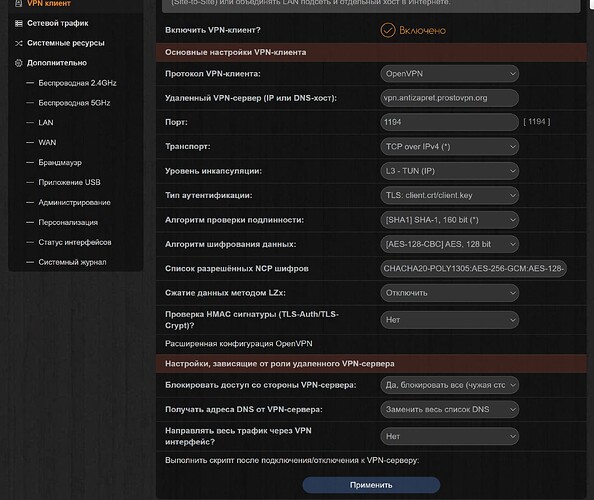 VPN клиент
Сетевой трафик
Системные ресурсы
Дополнительно
Беспроводная 2.4GHz
Беспроводная 5GHz
LAN
WAN
Брандмауэр
Приложение USB
Администрирование
Персонализация
Статус интерфейсов
Системный журнал
(Site-to-Site) или объединять LAN подсеть и отдельный хост в Интернете.
Включить VPN-клиент?
Включено
Основные настройки VPN-клиента
Протокол VPN-клиента:
OpenVPN
Удаленный VPN-сервер (IP или DNS-хост):
vpn.antizapret.prostovpn.org
Порт:
1194
[ 1194 ]
Транспорт:
TCP over IPv4 (*)
Уровень инкапсуляции:
L3 - TUN (IP)
Тип аутентификации:
TLS: client.crt/client.key
Алгоритм проверки подлинности:
[SHA1] SHA-1, 160 bit (*)
Алгоритм шифрования данных:
[AES-128-CBC] AES, 128 bit
Список разрешённых NCP шифров
CHACHA20-POLY1305:AES-256-GCM:AES-128-
Сжатие данных методом LZx:
Отключить
Проверка HMAC сигнатуры (TLS-Auth/TLS-
Crypt)?
Нет
Расширенная конфигурация OpenVPN
Настройки, зависящие от роли удаленного VPN-сервера
Блокировать доступ со стороны VPN-сервера:
Да, блокировать все (чужая стс
Получать адреса DNS от VPN-сервера:
Заменить весь список DNS
Направлять весь трафик через VPN
интерфейс?
Нет
Выполнить скрипт после подключения/отключения к VPN-серверу:
Применить